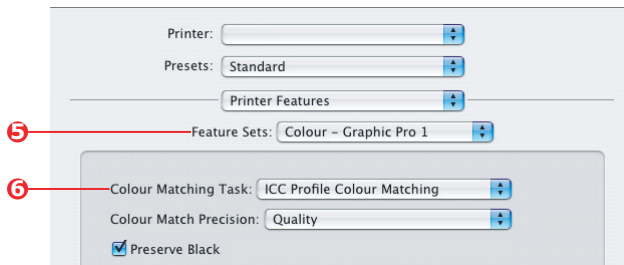 Printer:
Presets: Standard
Printer Features
5 Feature Sets: Colour – Graphic Pro 1
6 Colour Matching Task: ICC Profile Colour Matching
Colour Match Precision: Quality
Preserve Black